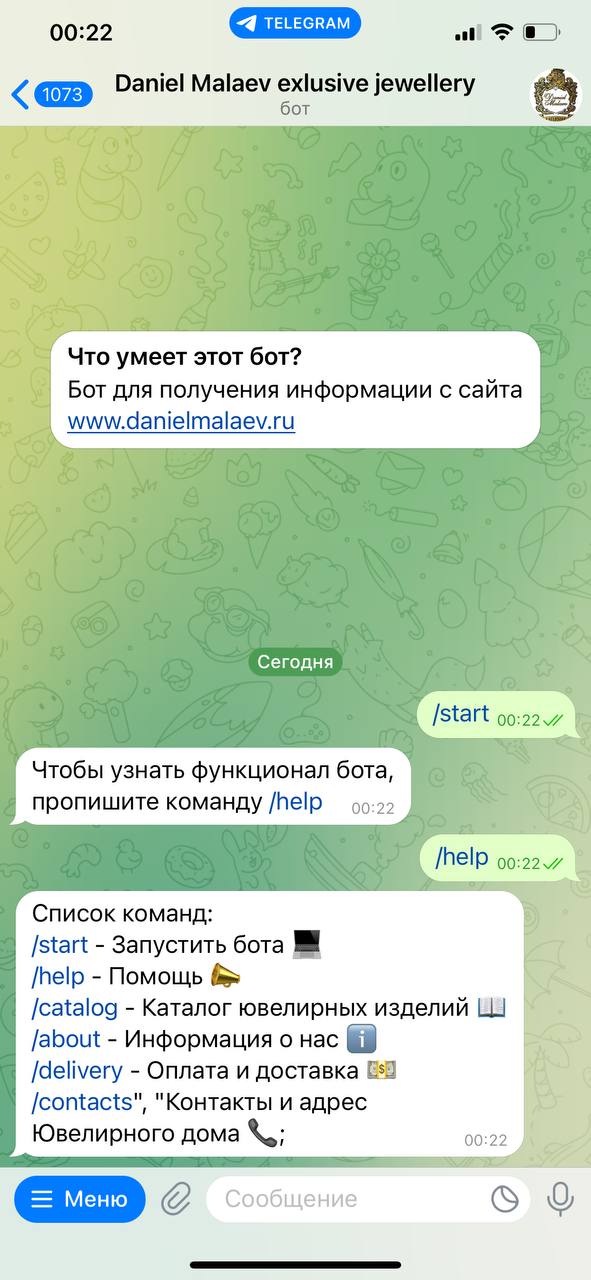 00:22
TELEGRAM
1073
Daniel Malaev exlusive jewellery
бот
Что умеет этот бот?
Бот для получения информации с сайта
www.danielmalaev.ru
Сегодня
/start 00:22
Чтобы узнать функционал бота,
пропишите команду /help 00:22
/help 00:22
Список команд:
/start - Запустить бота 💻
/help - Помощь 📣
/catalog - Каталог ювелирных изделий 📖
/about - Информация о нас ℹ️
/delivery - Оплата и доставка 💵
/contacts", "Контакты и адрес
Ювелирного дома 📞; 00:22
Меню
Сообщение